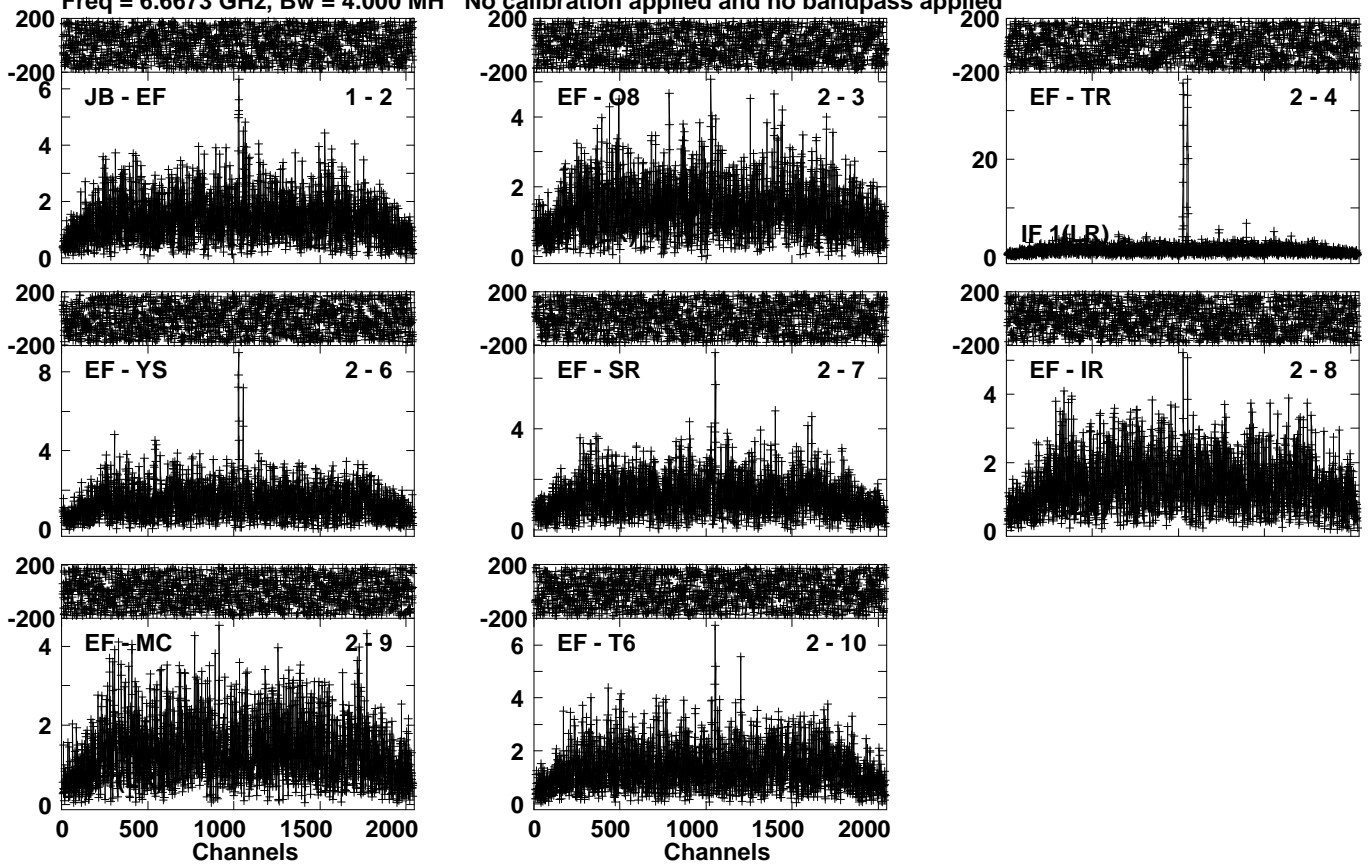 Freq = 6.6673 GHz, Bw = 4.000 MH No calibration applied and no bandpass applied
200 200 200
-200 -200 -200
JB - EF 1 - 2 EF - O8 2 - 3 EF - TR 2 - 4
6
4 4
4 20
2 2
IF 1(LR)
0 0 0
200 200 200
-200 -200 -200
EF - YS 2 - 6 EF - SR 2 - 7 EF - IR 2 - 8
8
4 4 4
2
0 0 0
200 200
-200 -200
EF - MC 2 - 9 EF - T6 2 - 10
4 6
4
2 2
0 0
0 500 1000 1500 2000 0 500 1000 1500 2000
Channels Channels